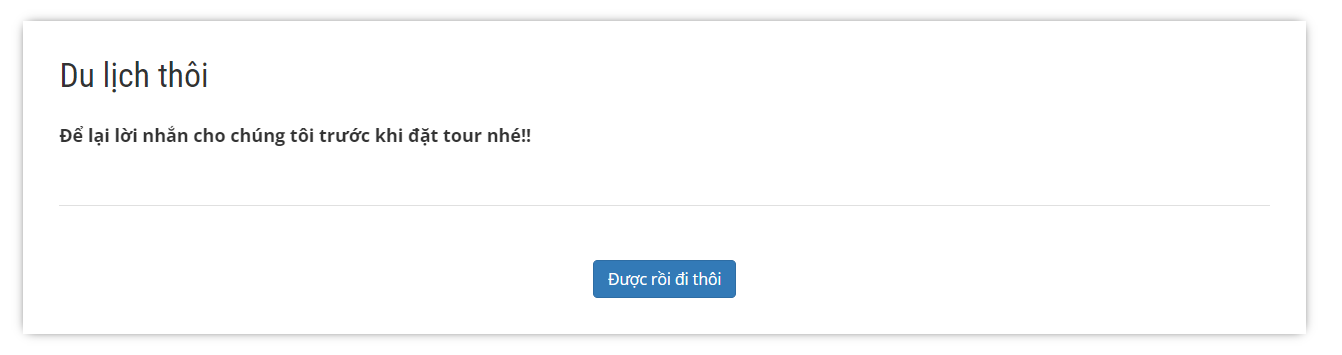 Du lịch thôi
Để lại lời nhắn cho chúng tôi trước khi đặt tour nhé!!
Được rồi đi thôi